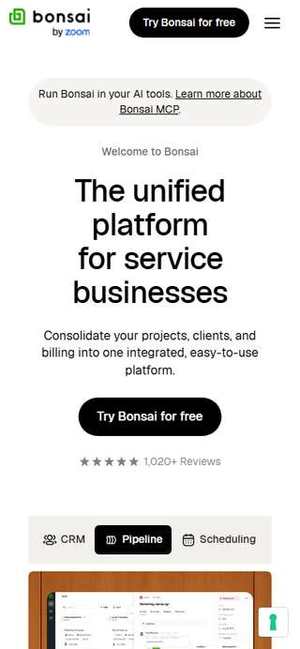 bonsai
by zoom
Try Bonsai for free
Run Bonsai in your AI tools. Learn more about
Bonsai MCP.
Welcome to Bonsai
The unified
platform
for service
businesses
Consolidate your projects, clients, and
billing into one integrated, easy-to-use
platform.
Try Bonsai for free
1,020+ Reviews
CRM
Pipeline
Scheduling